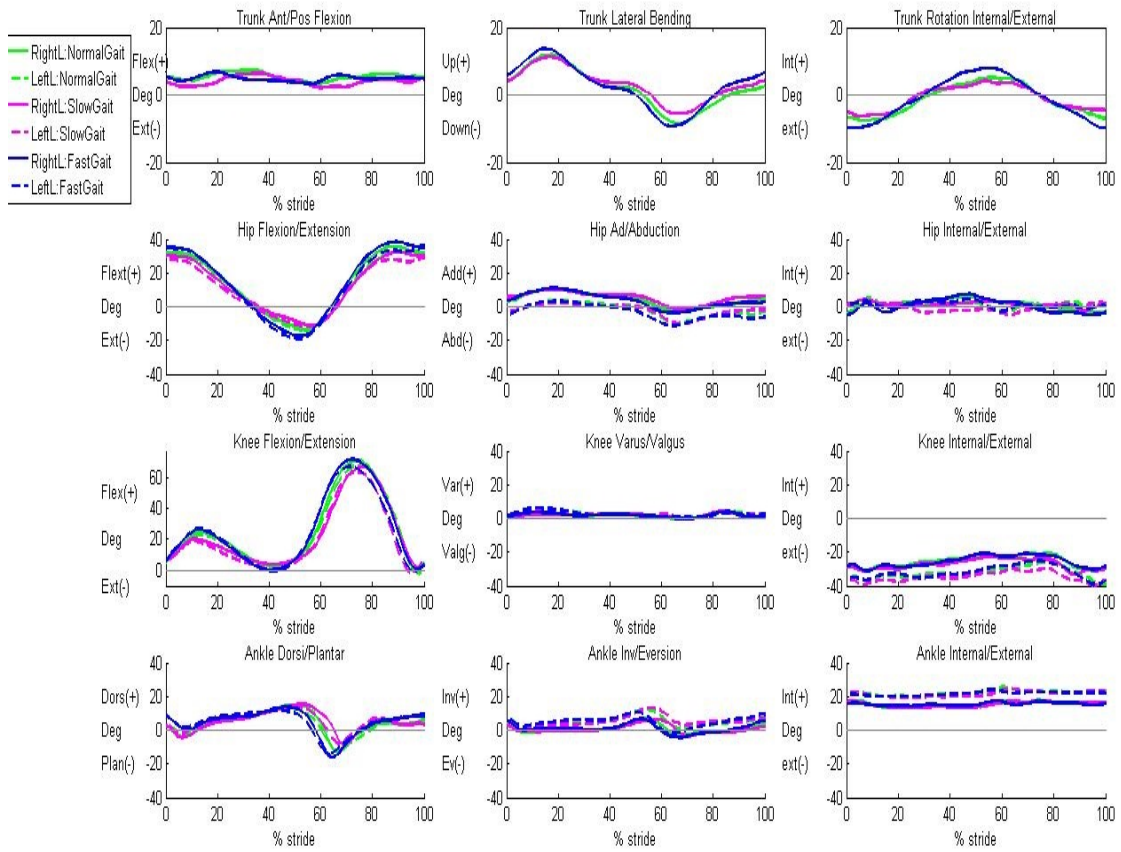 Trunk Ant/Pos Flexion
20
Flex(+)
Deg 0
Ext(-)
-20
0 20 40 60 80 100
% stride
Trunk Lateral Bending
20
Up(+)
Deg 0
Down(-)
-20
0 20 40 60 80 100
% stride
Trunk Rotation Internal/External
20
Int(+)
Deg 0
ext(-)
-20
0 20 40 60 80 100
% stride
RightL:NormalGait
LeftL:NormalGait
RightL:SlowGait
LeftL:SlowGait
RightL:FastGait
LeftL:FastGait
Hip Flexion/Extension
40
Flext(+) 20
Deg 0
Ext(-) -20
-40
0 20 40 60 80 100
% stride
Hip Ad/Abduction
40
Add(+) 20
Deg 0
Abd(-) -20
-40
0 20 40 60 80 100
% stride
Hip Internal/External
40
Int(+) 20
Deg 0
ext(-) -20
-40
0 20 40 60 80 100
% stride
Knee Flexion/Extension
60
Flex(+)
40
Deg
20
0
Ext(-)
0 20 40 60 80 100
% stride
Knee Varus/Valgus
40
Var(+) 20
Deg 0
Valg(-) -20
-40
0 20 40 60 80 100
% stride
Knee Internal/External
40
Int(+) 20
Deg 0
ext(-) -20
-40
0 20 40 60 80 100
% stride
Ankle Dorsi/Plantar
40
Dors(+) 20
Deg 0
Plan(-) -20
-40
0 20 40 60 80 100
% stride
Ankle Inv/Eversion
40
Inv(+) 20
Deg 0
Ev(-) -20
-40
0 20 40 60 80 100
% stride
Ankle Internal/External
40
Int(+) 20
Deg 0
ext(-) -20
-40
0 20 40 60 80 100
% stride